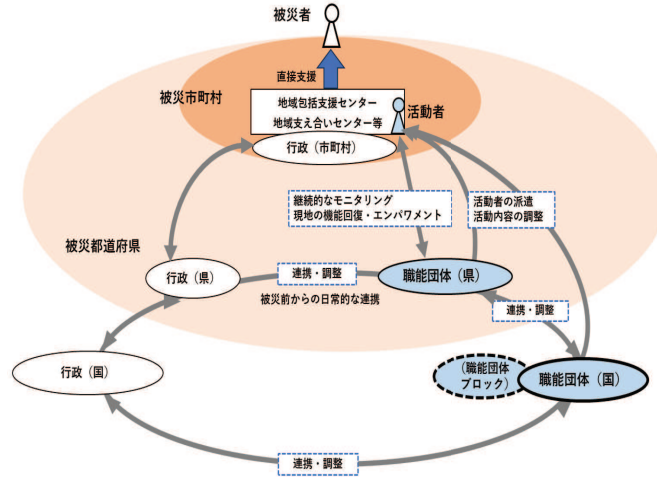 被災者
直接支援
被災市町村
地域包括支援センター
地域支え合いセンター等
活動者
行政（市町村）
継続的なモニタリング
現地の機能回復・エンパワメント
活動者の派遣
活動内容の調整
被災都道府県
行政（県）
連携・調整
職能団体（県）
被災前からの日常的な連携
連携・調整
行政（国）
（職能団体
ブロック）
職能団体（国）
連携・調整